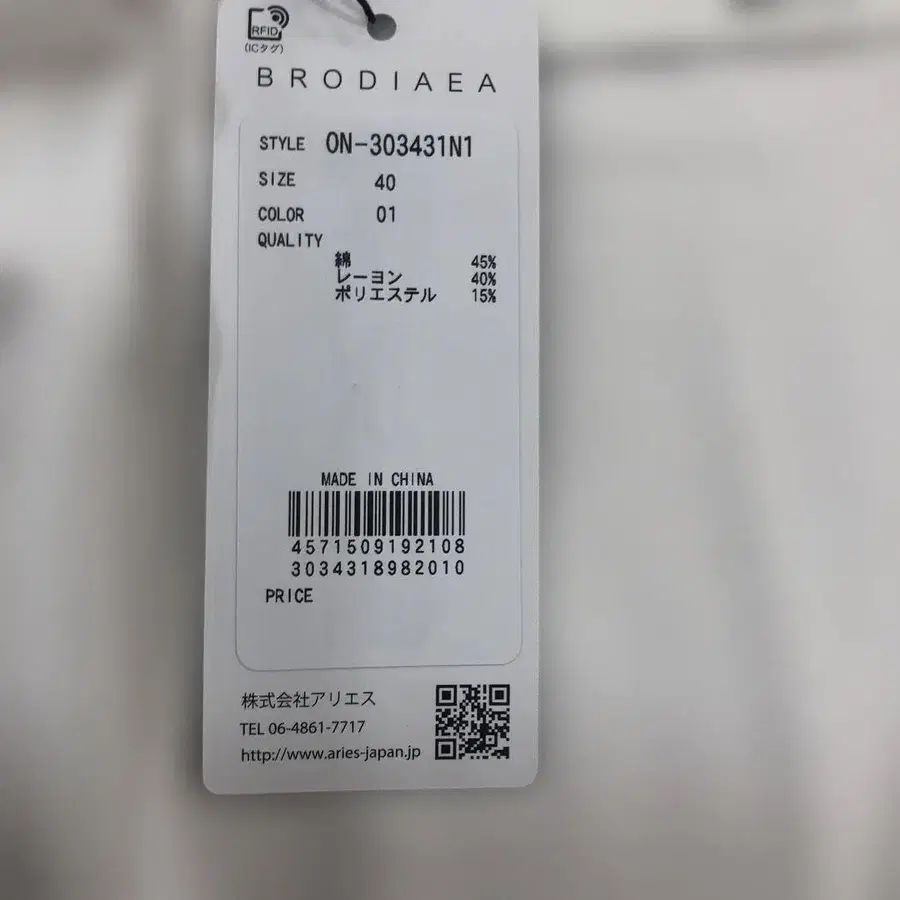 RFID
(ICタグ)
BRODIAEA
STYLE ON-303431N1
SIZE 40
COLOR 01
QUALITY
綿 45%
レーヨン 40%
ポリエステル 15%
MADE IN CHINA
4571509192108
3034318982010
PRICE
株式会社アリエス
TEL 06-4861-7717
http://www.aries-japan.jp